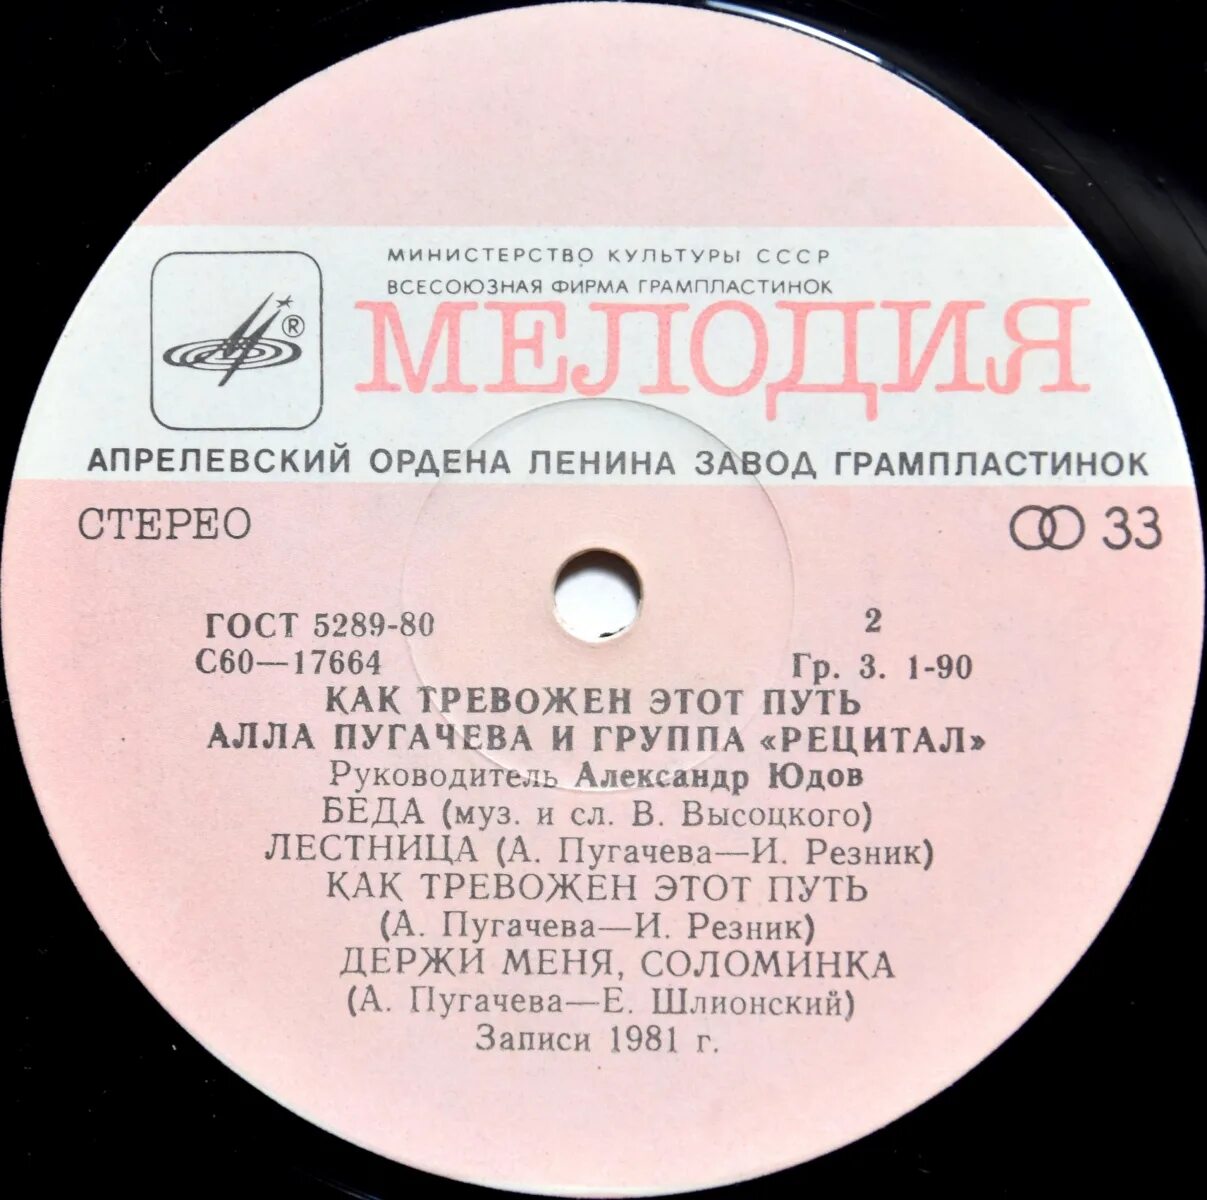 МИНИСТЕРСТВО КУЛЬТУРЫ СССР
ВСЕСОЮЗНАЯ ФИРМА ГРАМПЛАСТИНОК
®
МЕЛОДИЯ
АПРЕЛЕВСКИЙ ОРДЕНА ЛЕНИНА ЗАВОД ГРАМПЛАСТИНОК
СТЕРЕО 33
ГОСТ 5289-80 2
С60—17664 Гр. 3. 1-90
КАК ТРЕВОЖЕН ЭТОТ ПУТЬ
АЛЛА ПУГАЧЕВА И ГРУППА «РЕЦИТАЛ»
Руководитель Александр Юдов
БЕДА (муз. и сл. В. Высоцкого)
ЛЕСТНИЦА (А. Пугачева—И. Резник)
КАК ТРЕВОЖЕН ЭТОТ ПУТЬ
(А. Пугачева—И. Резник)
ДЕРЖИ МЕНЯ, СОЛОМИНКА
(А. Пугачева—Е. Шлионский)
Записи 1981 г.